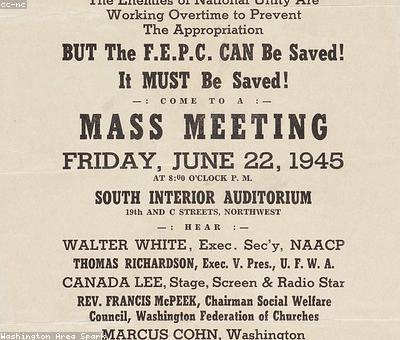 cc-nc
The Enemies of National Unity Are
Working Overtime to Prevent
The Appropriation
BUT The F.E.P.C. CAN Be Saved!
It MUST Be Saved!
—: COME TO A :—
MASS MEETING
FRIDAY, JUNE 22, 1945
AT 8:00 O'CLOCK P. M.
SOUTH INTERIOR AUDITORIUM
19th AND C STREETS, NORTHWEST
—: HEAR :—
WALTER WHITE, Exec. Sec'y, NAACP
THOMAS RICHARDSON, Exec. V. Pres., U. F. W. A.
CANADA LEE, Stage, Screen & Radio Star
REV. FRANCIS McPEEK, Chairman Social Welfare
Council, Washington Federation of Churches
MARCUS COHN, Washington
Washington Area Spark